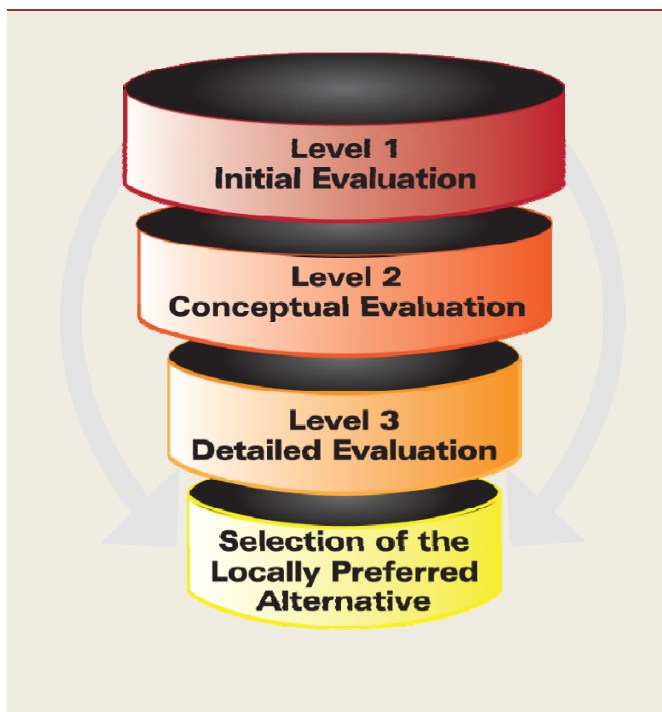 Level 1
Initial Evaluation
Level 2
Conceptual Evaluation
Level 3
Detailed Evaluation
Selection of the
Locally Preferred
Alternative